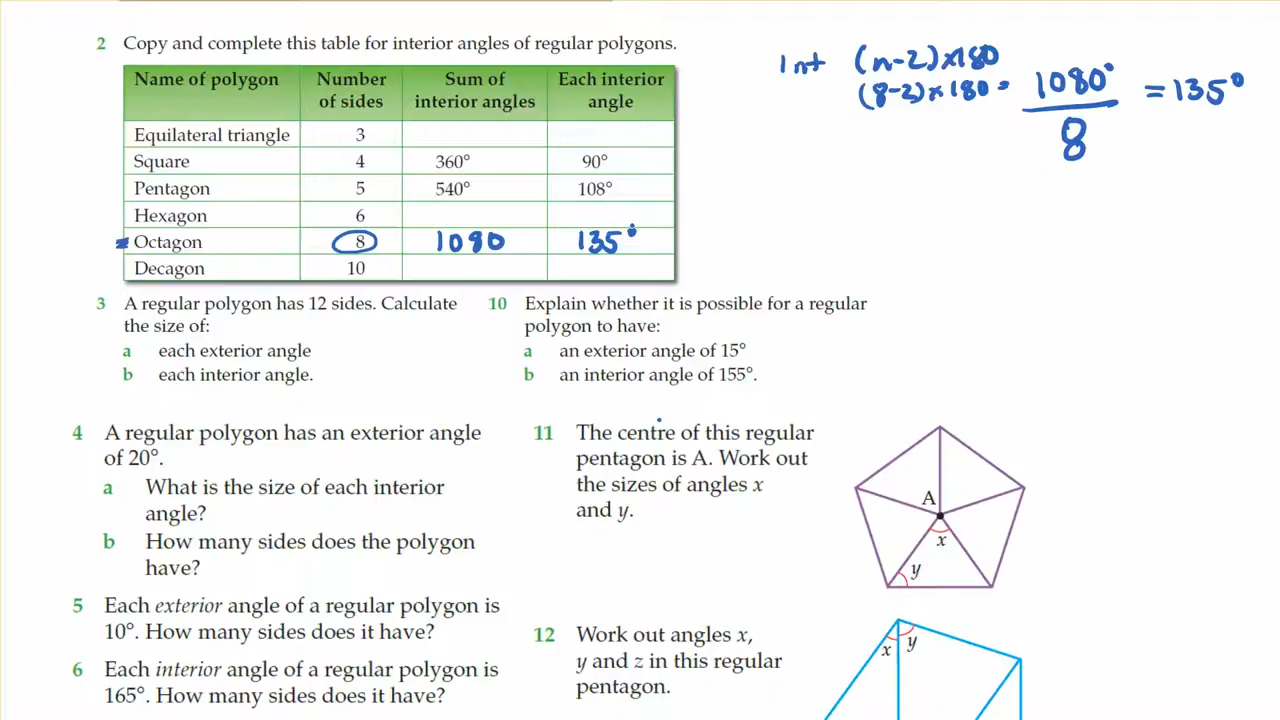 2 Copy and complete this table for interior angles of regular polygons.
Name of polygon Number of sides Sum of interior angles Each interior angle
Equilateral triangle 3
Square 4 360° 90°
Pentagon 5 540° 108°
Hexagon 6
Octagon 8 1080 135°
Decagon 10
Int (n-2)×180
(8-2)×180 = 1080° = 135°
8
3 A regular polygon has 12 sides. Calculate
the size of:
a each exterior angle
b each interior angle.
10 Explain whether it is possible for a regular
polygon to have:
a an exterior angle of 15°
b an interior angle of 155°.
4 A regular polygon has an exterior angle
of 20°.
a What is the size of each interior
angle?
b How many sides does the polygon
have?
5 Each exterior angle of a regular polygon is
10°. How many sides does it have?
6 Each interior angle of a regular polygon is
165°. How many sides does it have?
11 The centre of this regular
pentagon is A. Work out
the sizes of angles x
and y.
A
x
y
12 Work out angles x,
y and z in this regular
pentagon.
x y